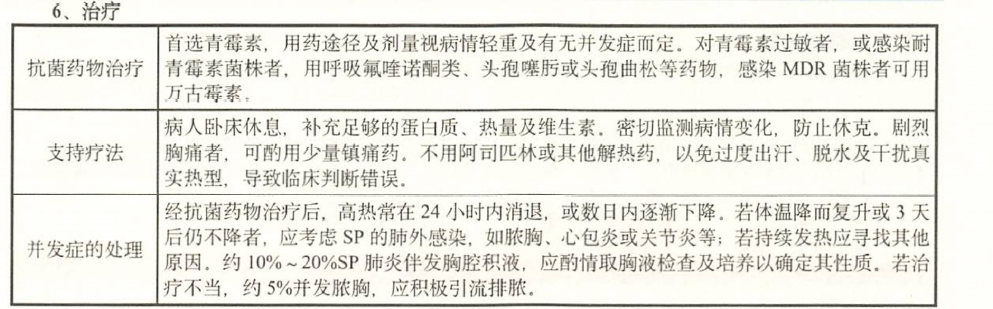 6、治疗
抗菌药物治疗
首选青霉素，用药途径及剂量视病情轻重及有无并发症而定。对青霉素过敏者，或感染耐
青霉素菌株者，用呼吸氟喹诺酮类、头孢噻肟或头孢曲松等药物，感染 MDR 菌株者可用
万古霉素。
支持疗法
病人卧床休息，补充足够的蛋白质、热量及维生素。密切监测病情变化，防止休克。剧烈
胸痛者，可酌用少量镇痛药。不用阿司匹林或其他解热药，以免过度出汗、脱水及干扰真
实热型，导致临床判断错误。
并发症的处理
经抗菌药物治疗后，高热常在 24 小时内消退，或数日内逐渐下降。若体温降而复升或 3 天
后仍不降者，应考虑 SP 的肺外感染，如脓胸、心包炎或关节炎等；若持续发热应寻找其他
原因。约 10%～20%SP 肺炎伴发胸腔积液，应酌情取胸液检查及培养以确定其性质。若治
疗不当，约 5%并发脓胸，应积极引流排脓。